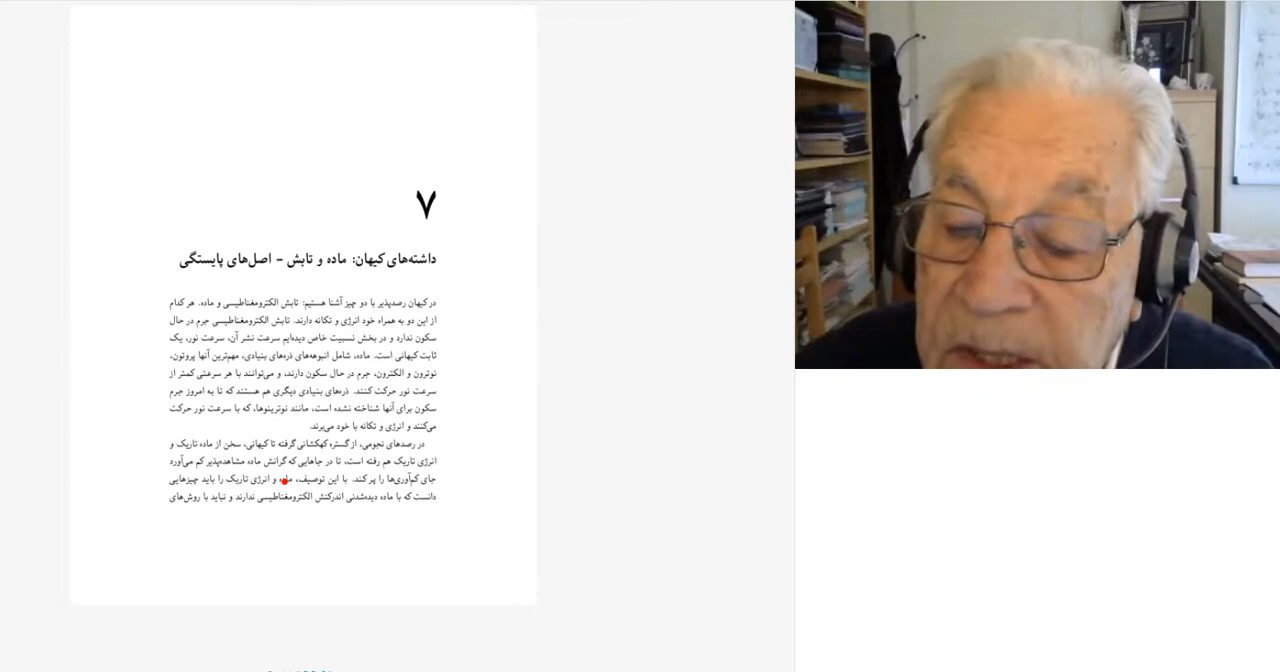 ۷
داشته‌های کیهان: ماده و تابش - اصل‌های پایستگی
در کیهان رصدپذیر با دو چیز آشنا هستیم: تابش الکترومغناطیسی و ماده. هر کدام
از این دو به همراه خود انرژی و تکانه دارند. تابش الکترومغناطیسی جرم در حال
سکون ندارد و در بخش نسبیت خاص دیده‌ایم سرعت نشر آن، سرعت نور، یک
ثابت کیهانی است. ماده، شامل انبوهه‌های ذره‌های بنیادی، مهم‌ترین آنها پروتون،
نوترون و الکترون، جرم در حال سکون دارند، و می‌توانند با هر سرعتی کمتر از
سرعت نور حرکت کنند. ذره‌های بنیادی دیگری هم هستند که تا به امروز جرم
سکون برای آنها شناخته نشده است، مانند نوترینوها، که با سرعت نور حرکت
می‌کنند و انرژی و تکانه با خود می‌برند.
در رصدهای نجومی، از گستره کهکشانی گرفته تا کیهانی، سخن از ماده تاریک و
انرژی تاریک هم رفته است، تا در جاهایی که گرانش ماده مشاهده‌پذیر کم می‌آورد
جای کم‌آوری‌ها را پر کند. با این توصیف، ماده و انرژی تاریک را باید چیزهایی
دانست که با ماده دیده‌شدنی اندرکنش الکترومغناطیسی ندارند و نباید با روش‌های